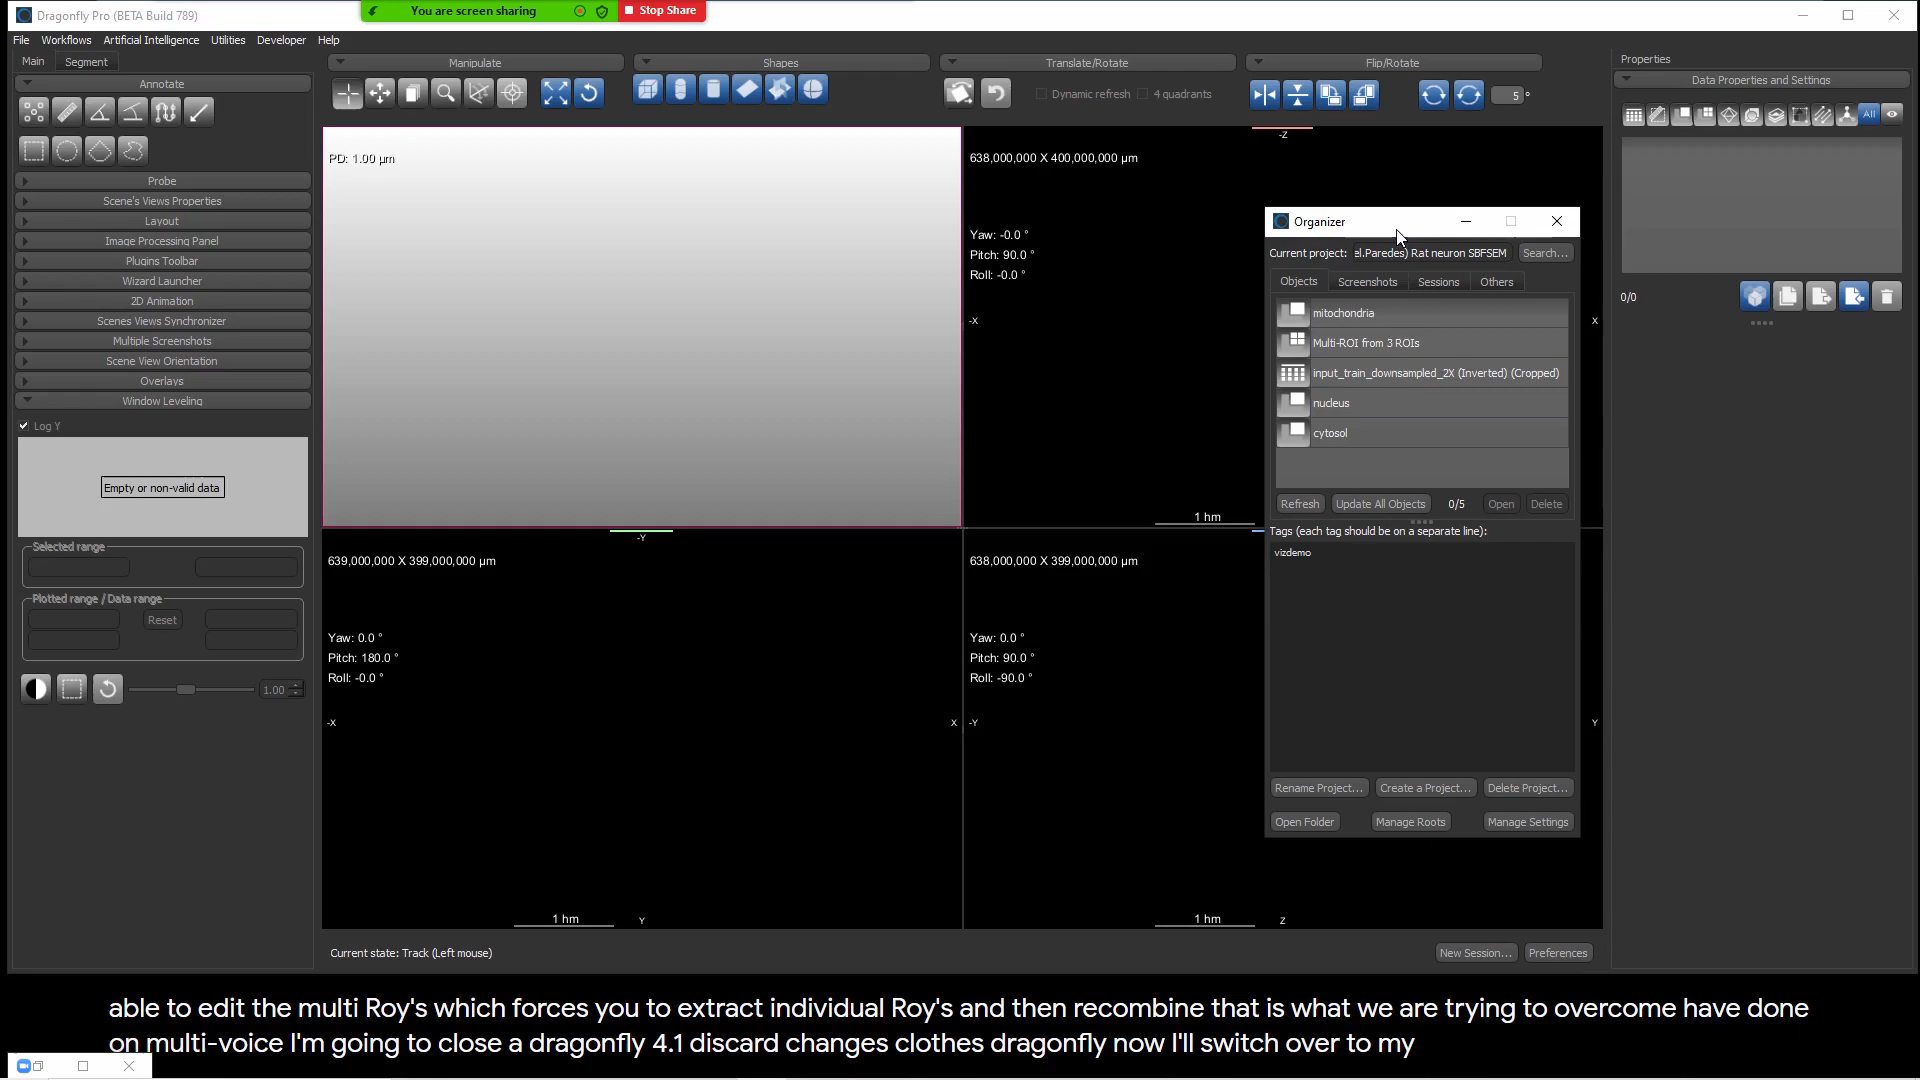 Dragonfly Pro (BETA Build 789)
You are screen sharing
Stop Share
File Workflows Artificial Intelligence Utilities Developer Help
Main Segment
Annotate
Probe
Scene's Views Properties
Layout
Image Processing Panel
Plugins Toolbar
Wizard Launcher
2D Animation
Scenes Views Synchronizer
Multiple Screenshots
Scene View Orientation
Overlays
Window Leveling
Log Y
Empty or non-valid data
Selected range
Plotted range / Data range
Reset
1.00
Manipulate
Shapes
Translate/Rotate
Dynamic refresh
4 quadrants
Flip/Rotate
5 °
PD: 1.00 µm
-Z
638,000,000 X 400,000,000 µm
Yaw: -0.0 °
Pitch: 90.0 °
Roll: -0.0 °
-X
X
1 hm
-Y
639,000,000 X 399,000,000 µm
Yaw: 0.0 °
Pitch: 180.0 °
Roll: -0.0 °
-X
X
1 hm
Y
638,000,000 X 399,000,000 µm
Yaw: 0.0 °
Pitch: 90.0 °
Roll: -90.0 °
-Y
Y
1 hm
Z
Organizer
Current project: el.Paredes) Rat neuron SBFSEM Search...
Objects Screenshots Sessions Others
mitochondria
Multi-ROI from 3 ROIs
input_train_downsampled_2X (Inverted) (Cropped)
nucleus
cytosol
Refresh Update All Objects 0/5 Open Delete
Tags (each tag should be on a separate line):
vizdemo
Rename Project... Create a Project... Delete Project...
Open Folder Manage Roots Manage Settings
Properties
Data Properties and Settings
All
0/0
Current state: Track (Left mouse)
New Session... Preferences
able to edit the multi Roy's which forces you to extract individual Roy's and then recombine that is what we are trying to overcome have done
on multi-voice I'm going to close a dragonfly 4.1 discard changes clothes dragonfly now I'll switch over to my